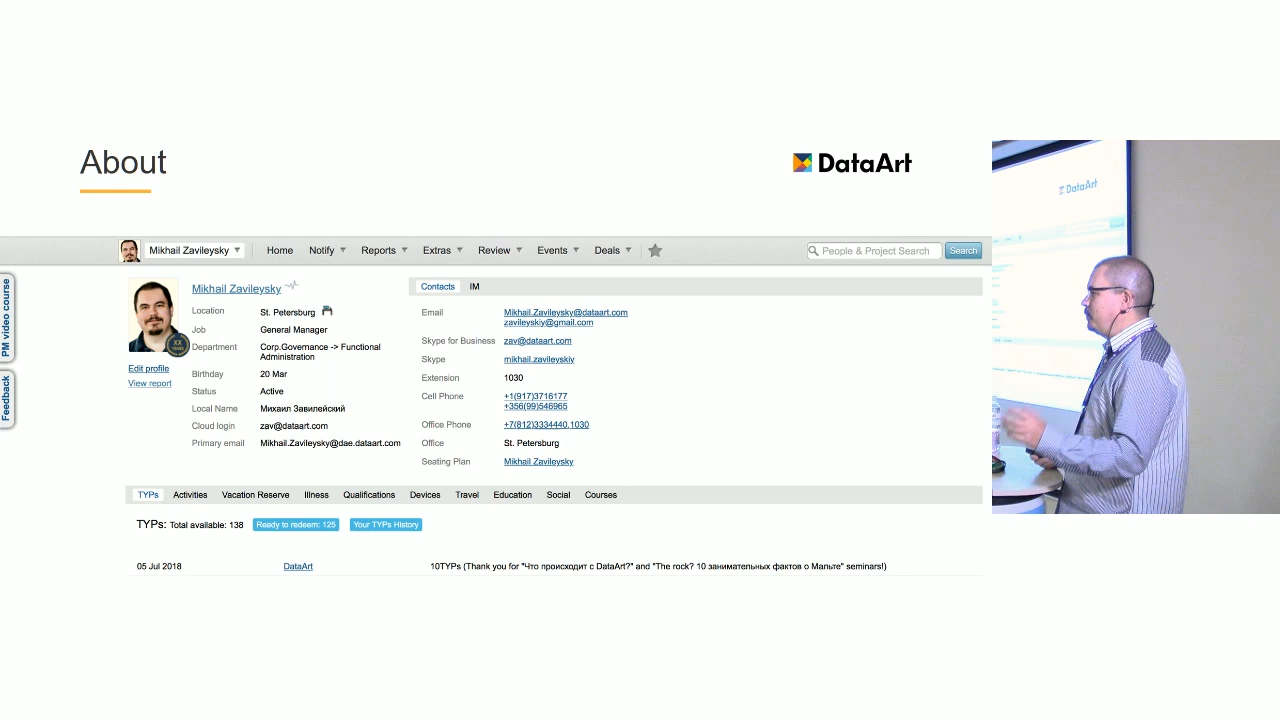 About
DataArt
DataArt
Mikhail Zavileysky
Home
Notify
Reports
Extras
Review
Events
Deals
People & Project Search
Search
PM video course
Feedback
XX
YEARS
Edit profile
View report
Mikhail Zavileysky
Location St. Petersburg
Job General Manager
Department Corp.Governance -> Functional
Administration
Birthday 20 Mar
Status Active
Local Name Михаил Завилейский
Cloud login zav@dataart.com
Primary email Mikhail.Zavileysky@dae.dataart.com
Contacts IM
Email Mikhail.Zavileysky@dataart.com
zavileyskiy@gmail.com
Skype for Business zav@dataart.com
Skype mikhail.zavileyskiy
Extension 1030
Cell Phone +1(917)3716177
+356(99)546965
Office Phone +7(812)3334440,1030
Office St. Petersburg
Seating Plan Mikhail Zavileysky
TYPs Activities Vacation Reserve Illness Qualifications Devices Travel Education Social Courses
TYPs: Total available: 138 Ready to redeem: 125 Your TYPs History
05 Jul 2018 DataArt 10TYPs (Thank you for "Что происходит с DataArt?" and "The rock? 10 занимательных фактов о Мальте" seminars!)